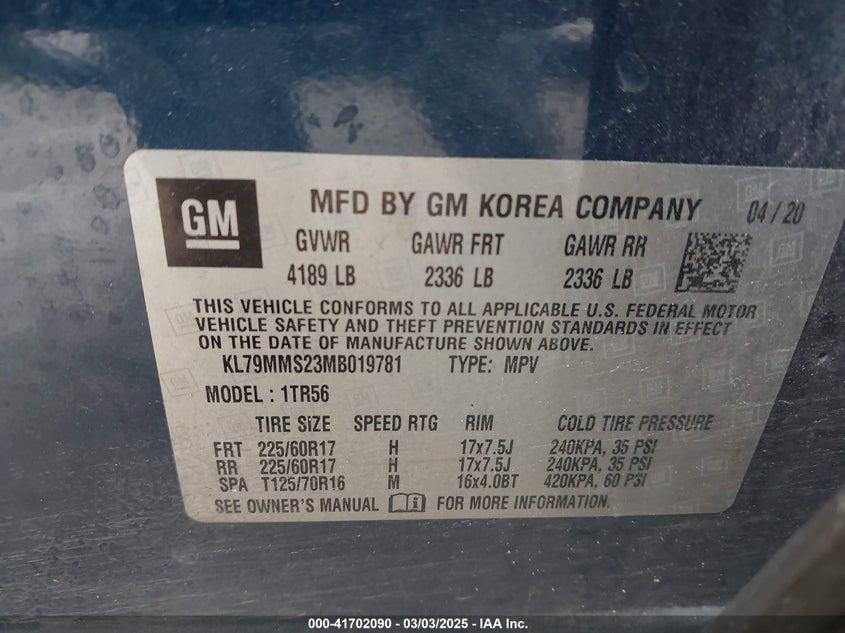 GM
MFD BY GM KOREA COMPANY 04/20
GVWR GAWR FRT GAWR RR
4189 LB 2336 LB 2336 LB
THIS VEHICLE CONFORMS TO ALL APPLICABLE U.S. FEDERAL MOTOR
VEHICLE SAFETY AND THEFT PREVENTION STANDARDS IN EFFECT
ON THE DATE OF MANUFACTURE SHOWN ABOVE.
KL79MMS23MB019781 TYPE: MPV
MODEL : 1TR56
TIRE SIZE SPEED RTG RIM COLD TIRE PRESSURE
FRT 225/60R17 H 17x7.5J 240KPA, 35 PSI
RR 225/60R17 H 17x7.5J 240KPA, 35 PSI
SPA T125/70R16 M 16x4.0BT 420KPA, 60 PSI
SEE OWNER'S MANUAL FOR MORE INFORMATION.
000-41702090 - 03/03/2025 - IAA Inc.